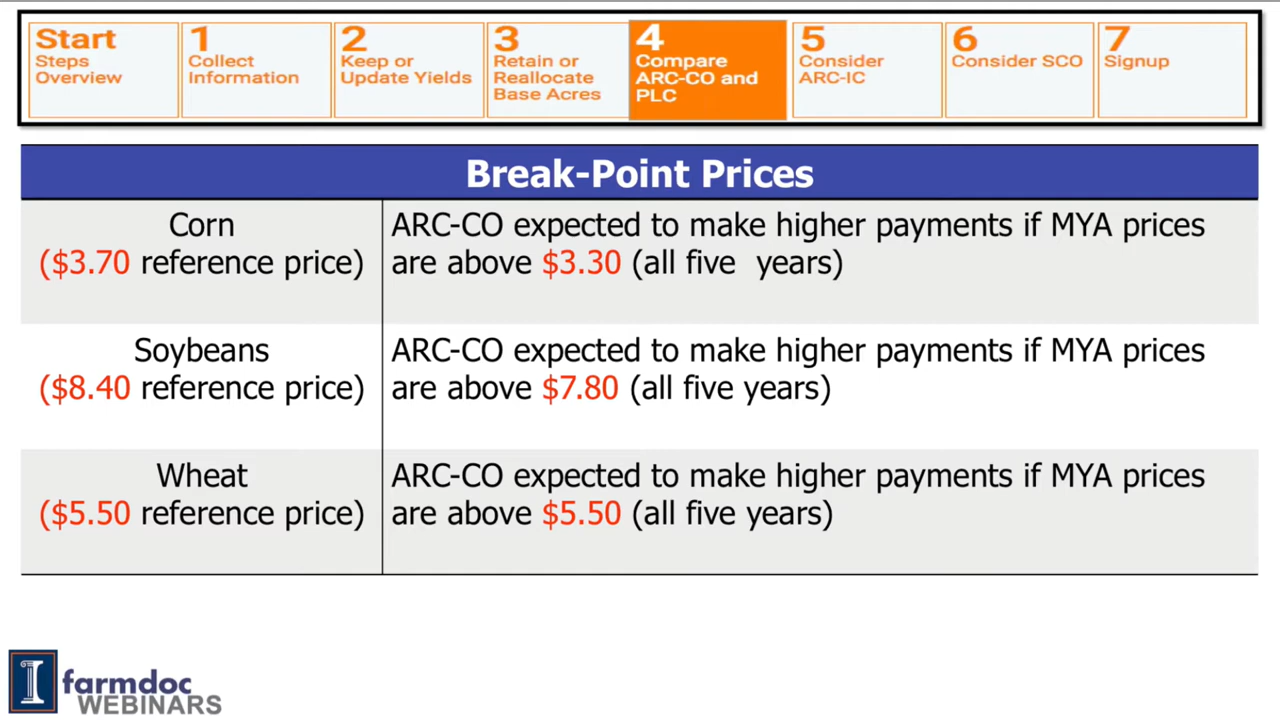 Start
Steps
Overview
1
Collect
Information
2
Keep or
Update Yields
3
Retain or
Reallocate
Base Acres
4
Compare
ARC-CO and
PLC
5
Consider
ARC-IC
6
Consider SCO
7
Signup
Break-Point Prices
Corn
($3.70 reference price)
ARC-CO expected to make higher payments if MYA prices
are above $3.30 (all five years)
Soybeans
($8.40 reference price)
ARC-CO expected to make higher payments if MYA prices
are above $7.80 (all five years)
Wheat
($5.50 reference price)
ARC-CO expected to make higher payments if MYA prices
are above $5.50 (all five years)
I
farmdoc
WEBINARS